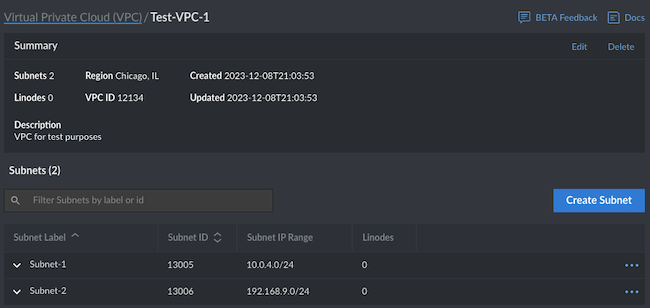 Virtual Private Cloud (VPC) / Test-VPC-1 BETA Feedback Docs
Summary Edit Delete
Subnets 2 Region Chicago, IL Created 2023-12-08T21:03:53
Linodes 0 VPC ID 12134 Updated 2023-12-08T21:03:53
Description
VPC for test purposes
Subnets (2)
Filter Subnets by label or id Create Subnet
Subnet Label Subnet ID Subnet IP Range Linodes
Subnet-1 13005 10.0.4.0/24 0
Subnet-2 13006 192.168.9.0/24 0